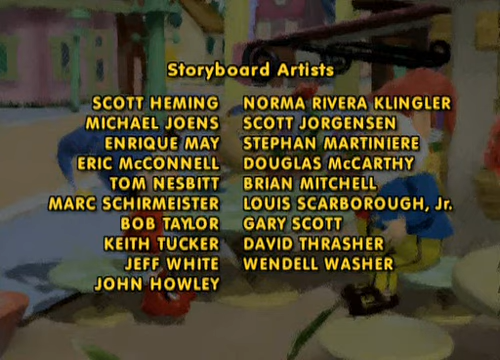 Storyboard Artists
SCOTT HEMING NORMA RIVERA KLINGLER
MICHAEL JOENS SCOTT JORGENSEN
ENRIQUE MAY STEPHAN MARTINIERE
ERIC McCONNELL DOUGLAS McCARTHY
TOM NESBITT BRIAN MITCHELL
MARC SCHIRMEISTER LOUIS SCARBOROUGH, Jr.
BOB TAYLOR GARY SCOTT
KEITH TUCKER DAVID THRASHER
JEFF WHITE WENDELL WASHER
JOHN HOWLEY